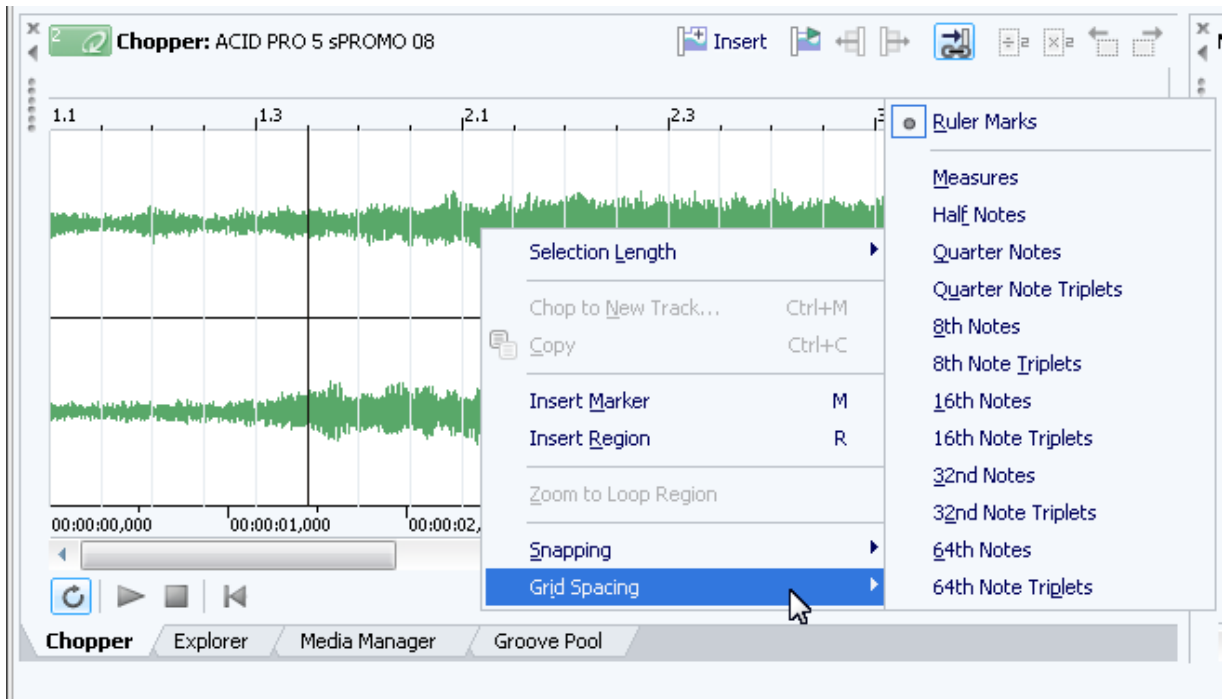 2 Chopper: ACID PRO 5 sPROMO 08 Insert
1.1 1.3 2.1 2.3
Selection Length
Chop to New Track... Ctrl+M
Copy Ctrl+C
Insert Marker M
Insert Region R
Zoom to Loop Region
Snapping
Grid Spacing
Ruler Marks
Measures
Half Notes
Quarter Notes
Quarter Note Triplets
8th Notes
8th Note Triplets
16th Notes
16th Note Triplets
32nd Notes
32nd Note Triplets
64th Notes
64th Note Triplets
00:00:00,000 00:00:01,000 00:00:02,
Chopper Explorer Media Manager Groove Pool